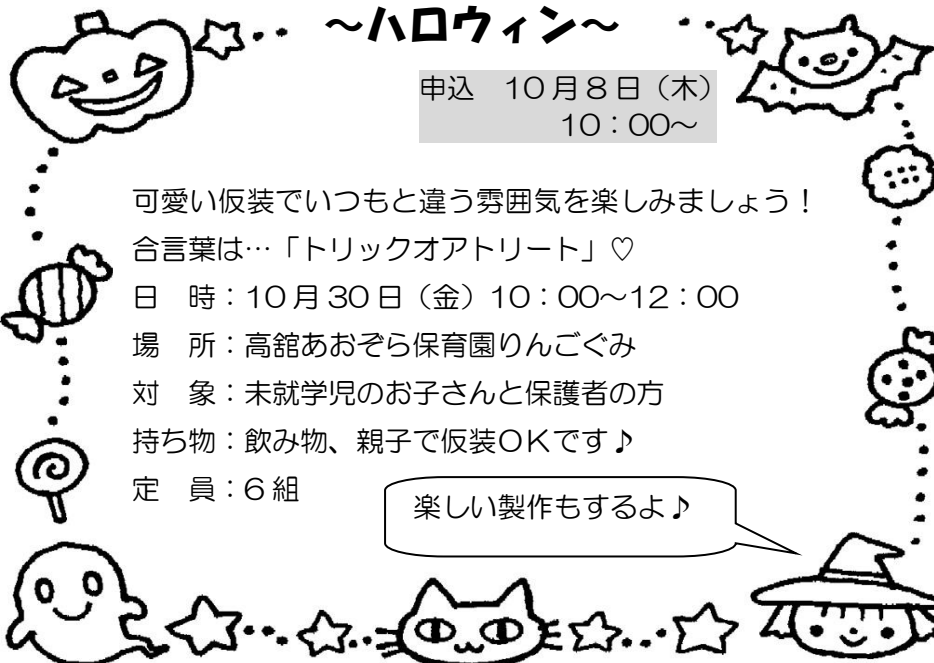 ～ハロウィン～
申込　10月8日（木）
10：00～
可愛い仮装でいつもと違う雰囲気を楽しみましょう！
合言葉は…「トリックオアトリート」♡
日　時：10月30日（金）10：00～12：00
場　所：高舘あおぞら保育園りんごぐみ
対　象：未就学児のお子さんと保護者の方
持ち物：飲み物、親子で仮装OKです♪
定　員：6組
楽しい製作もするよ♪